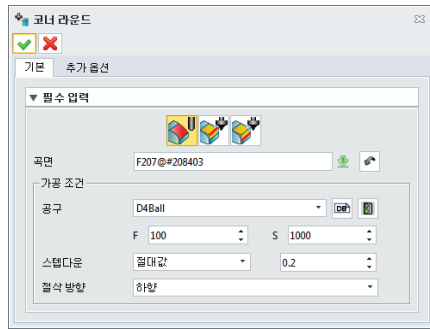 코너 라운드
기본 추가 옵션
▼ 필수 입력
곡면 F207@#208403
가공 조건
공구 D4Ball DB
F 100 S 1000
스텝다운 절대값 0.2
절삭 방향 하향